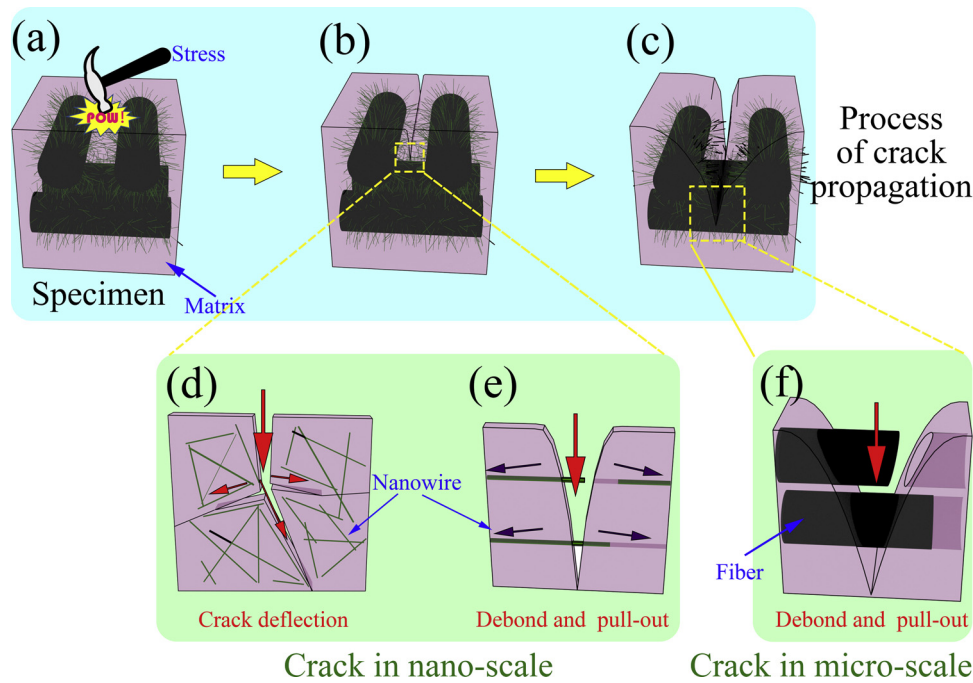 (a)
Stress
POW!
(b)
(c)
Process
of crack
propagation
Specimen
Matrix
(d)
(e)
(f)
Nanowire
Fiber
Crack deflection
Debond and pull-out
Debond and pull-out
Crack in nano-scale
Crack in micro-scale